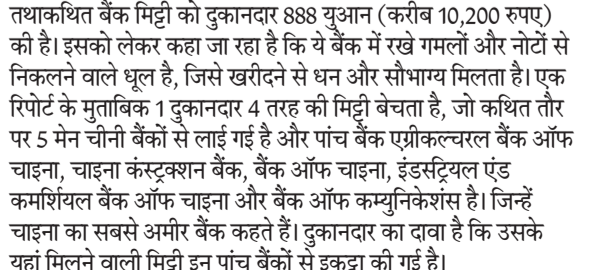 तथाकथित बैंक मिट्टी को दुकानदार 888 युआन (करीब 10,200 रुपए)
की है। इसको लेकर कहा जा रहा है कि ये बैंक में रखे गमलों और नोटों से
निकलने वाले धूल है, जिसे खरीदने से धन और सौभाग्य मिलता है। एक
रिपोर्ट के मुताबिक 1 दुकानदार 4 तरह की मिट्टी बेचता है, जो कथित तौर
पर 5 मेन चीनी बैंकों से लाई गई है और पांच बैंक एग्रीकल्चरल बैंक ऑफ
चाइना, चाइना कंस्ट्रक्शन बैंक, बैंक ऑफ चाइना, इंडस्ट्रियल एंड
कमर्शियल बैंक ऑफ चाइना और बैंक ऑफ कम्युनिकेशंस है। जिन्हें
चाइना का सबसे अमीर बैंक कहते हैं। दुकानदार का दावा है कि उसके
यहां मिलने वाली मिट्टी इन पांच बैंकों से इकट्ठा की गई है।